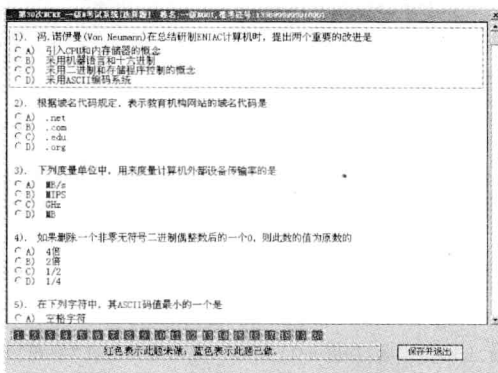 1). 冯.诺伊曼(Von Neumann)在总结研制ENIAC计算机时，提出两个重要的改进是
A) 引入CPU和内存储器的概念
B) 采用机器语言和十六进制
C) 采用二进制和存储程序控制的概念
D) 采用ASCII编码系统
2). 根据域名代码规定，表示教育机构网站的域名代码是
A) .net
B) .com
C) .edu
D) .org
3). 下列度量单位中，用来度量计算机外部设备传输率的是
A) MB/s
B) MIPS
C) GHz
D) MB
4). 如果删除一个非零无符号二进制偶整数后的一个0，则此数的值为原数的
A) 4倍
B) 2倍
C) 1/2
D) 1/4
5). 在下列字符中，其ASCII码值最小的一个是
A) 空格字符
红色表示此题未做；蓝色表示此题已做。
保存并退出